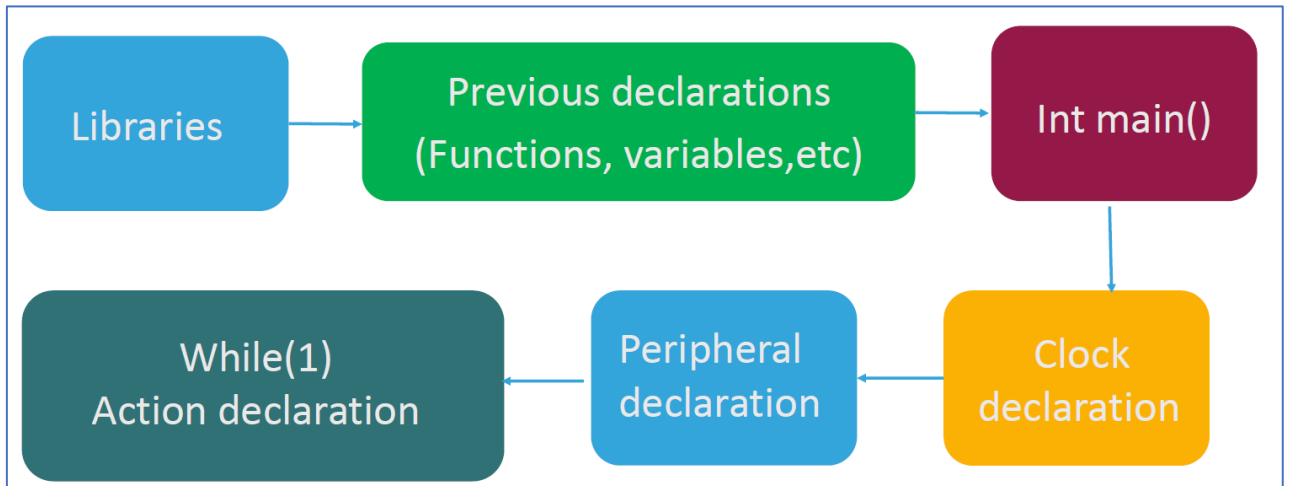 Libraries
Previous declarations
(Functions, variables,etc)
Int main()
While(1)
Action declaration
Peripheral
declaration
Clock
declaration